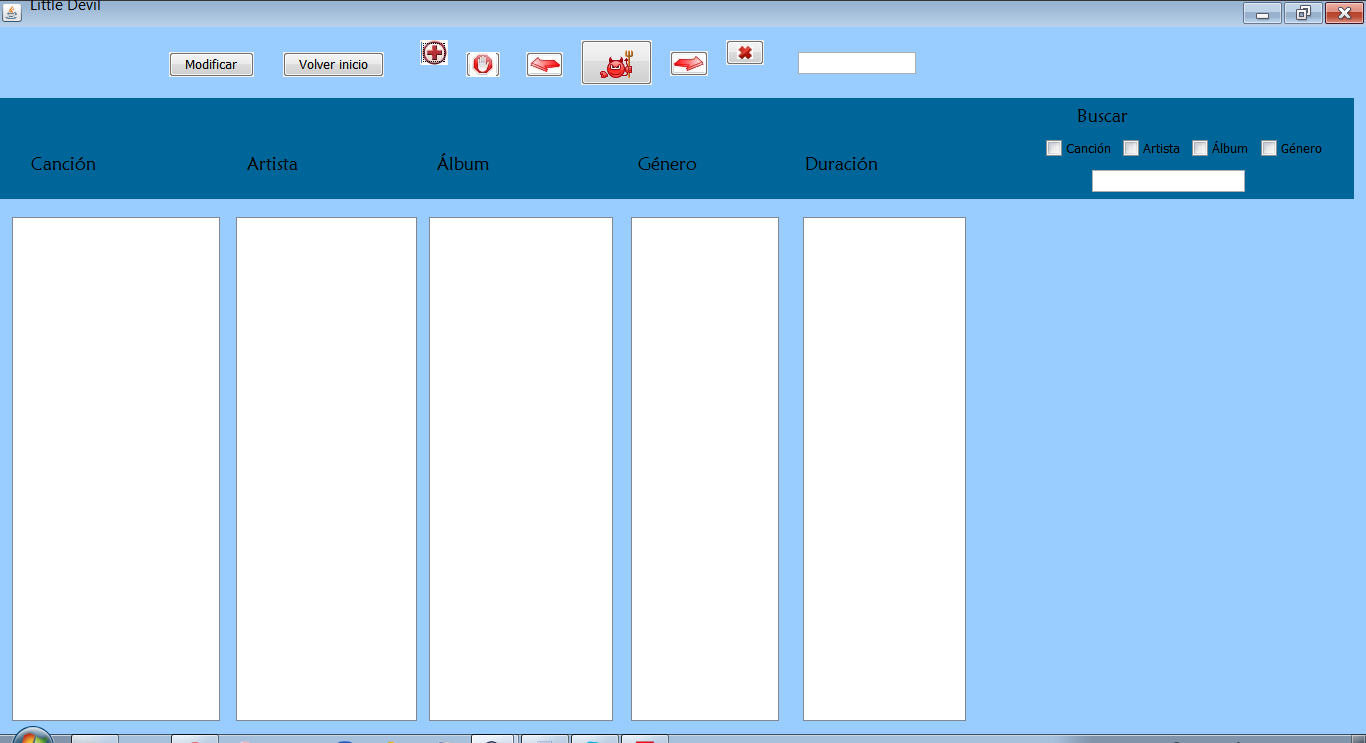 Little Devil
Modificar
Volver inicio
Buscar
Canción Artista Álbum Género
Canción Artista Álbum Género Duración